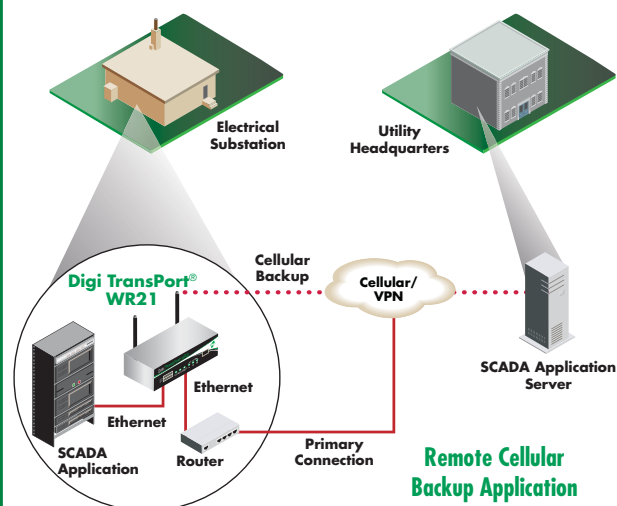 Electrical
Substation
Utility
Headquarters
Cellular
Backup
Cellular/
VPN
Digi TransPort®
WR21
Ethernet
Ethernet
SCADA
Application
Router
Primary
Connection
SCADA Application
Server
Remote Cellular
Backup Application